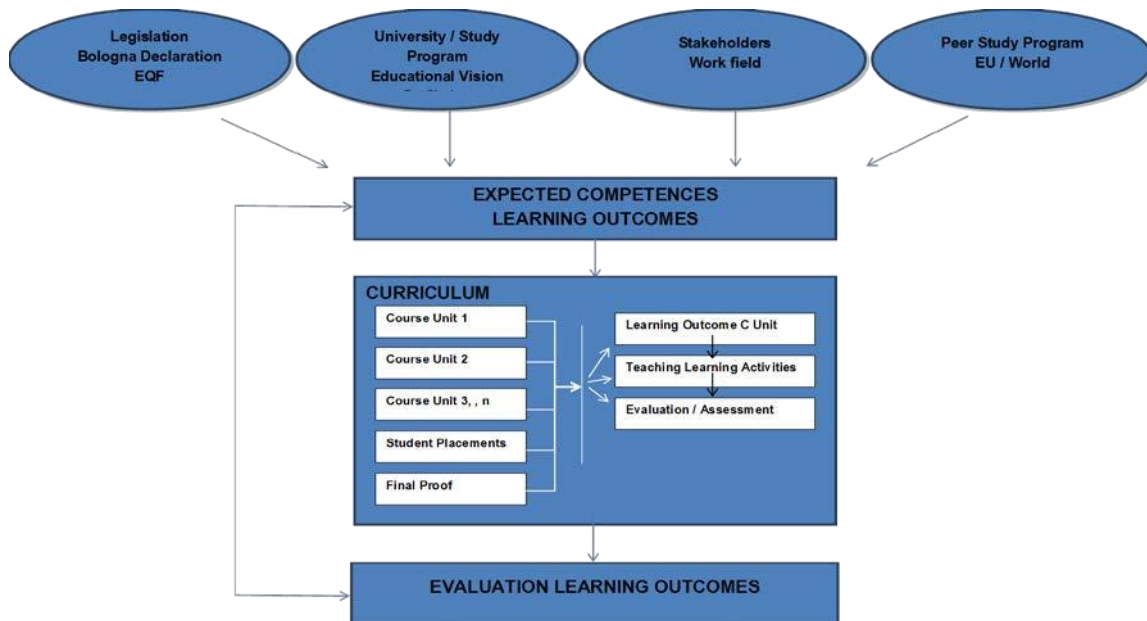 Legislation
Bologna Declaration
EQF
University / Study
Program
Educational Vision
Stakeholders
Work field
Peer Study Program
EU / World
EXPECTED COMPETENCES
LEARNING OUTCOMES
CURRICULUM
Course Unit 1
Course Unit 2
Course Unit 3, , n
Student Placements
Final Proof
Learning Outcome C Unit
Teaching Learning Activities
Evaluation / Assessment
EVALUATION LEARNING OUTCOMES